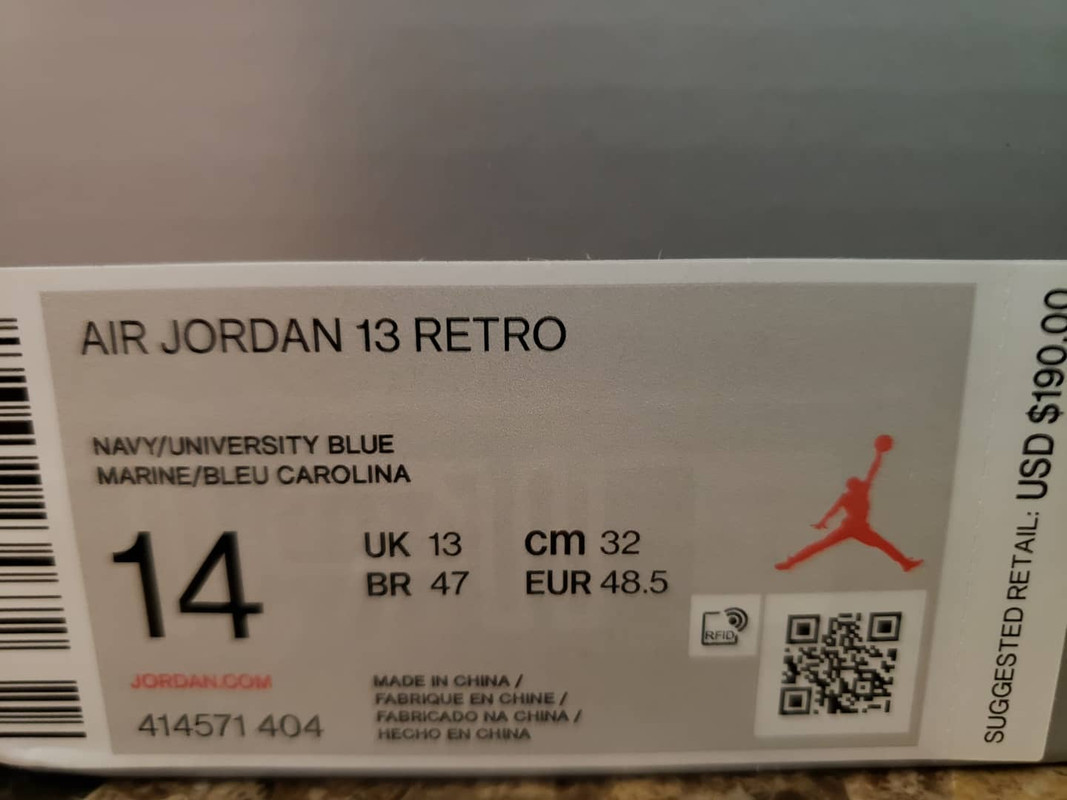 AIR JORDAN 13 RETRO
NAVY/UNIVERSITY BLUE
MARINE/BLEU CAROLINA
14
UK 13
cm 32
BR 47
EUR 48.5
RFID
JORDAN.COM
414571 404
MADE IN CHINA /
FABRIQUE EN CHINE /
FABRICADO NA CHINA /
HECHO EN CHINA
SUGGESTED RETAIL: USD $190.00